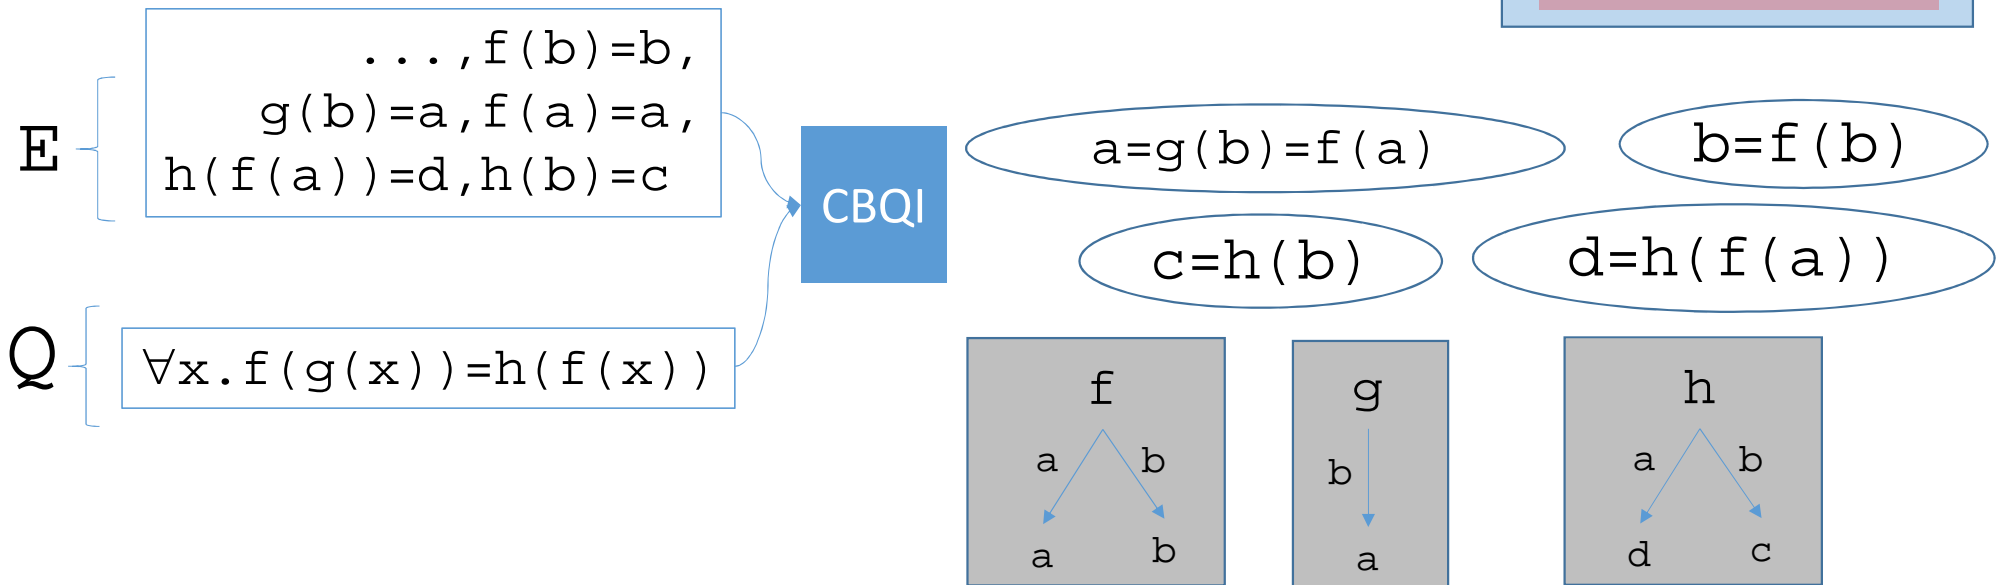 E
...,f(b)=b,
g(b)=a,f(a)=a,
h(f(a))=d,h(b)=c
Q
∀x.f(g(x))=h(f(x))
CBQI
a=g(b)=f(a)
b=f(b)
c=h(b)
d=h(f(a))
f
a b
a b
g
b
a
h
a b
d c